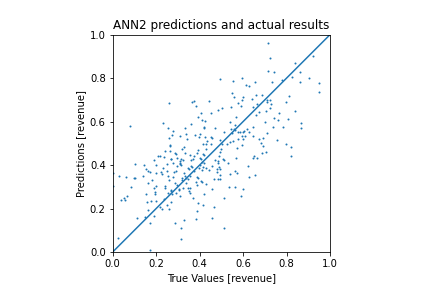 ANN2 predictions and actual results
1.0
0.8
0.6
0.4
0.2
0.0
Predictions [revenue]
0.0 0.2 0.4 0.6 0.8 1.0
True Values [revenue]